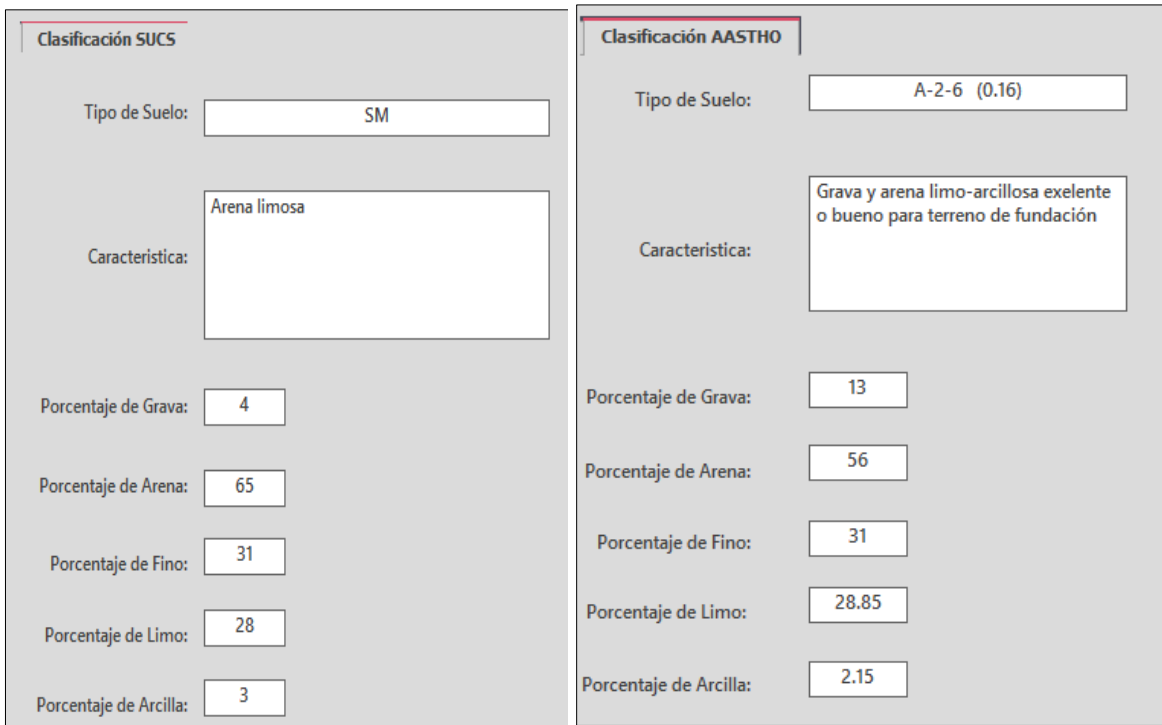 Clasificación SUCS
Tipo de Suelo: SM
Caracteristica: Arena limosa
Porcentaje de Grava: 4
Porcentaje de Arena: 65
Porcentaje de Fino: 31
Porcentaje de Limo: 28
Porcentaje de Arcilla: 3
Clasificación AASTHO
Tipo de Suelo: A-2-6 (0.16)
Caracteristica:
Grava y arena limo-arcillosa exelente
o bueno para terreno de fundación
Porcentaje de Grava: 13
Porcentaje de Arena: 56
Porcentaje de Fino: 31
Porcentaje de Limo: 28.85
Porcentaje de Arcilla: 2.15